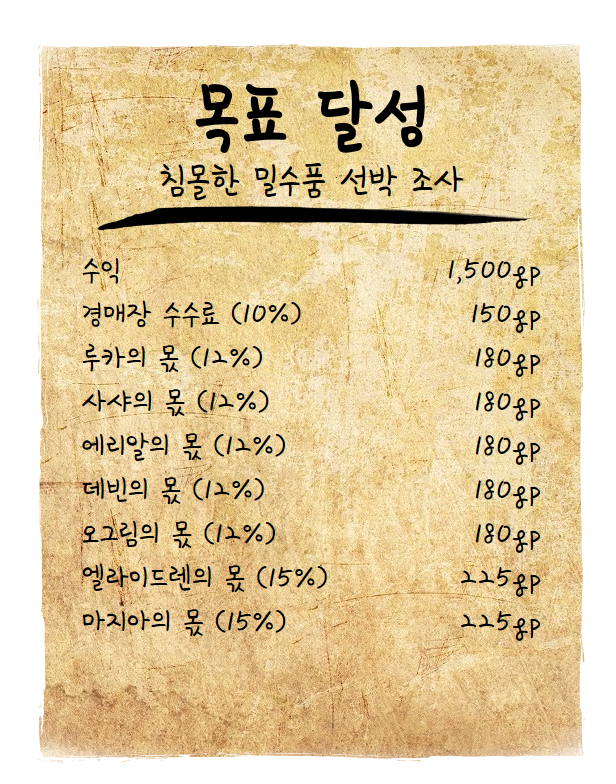 목표 달성
침몰한 밀수품 선박 조사
수익 1,500gp
경매장 수수료 (10%) 150gp
루카의 몫 (12%) 180gp
사샤의 몫 (12%) 180gp
에리알의 몫 (12%) 180gp
데빈의 몫 (12%) 180gp
오그림의 몫 (12%) 180gp
엘라이드렌의 몫 (15%) 225gp
마지아의 몫 (15%) 225gp